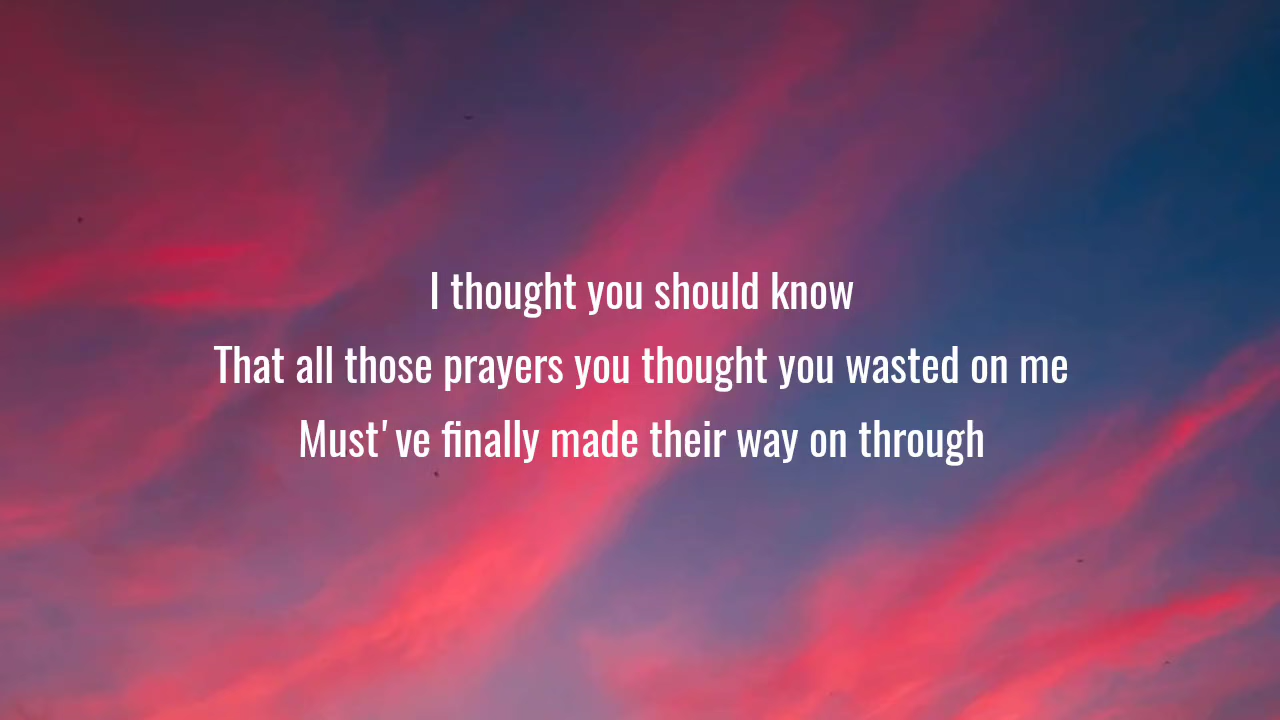 I thought you should know
That all those prayers you thought you wasted on me
Must've finally made their way on through